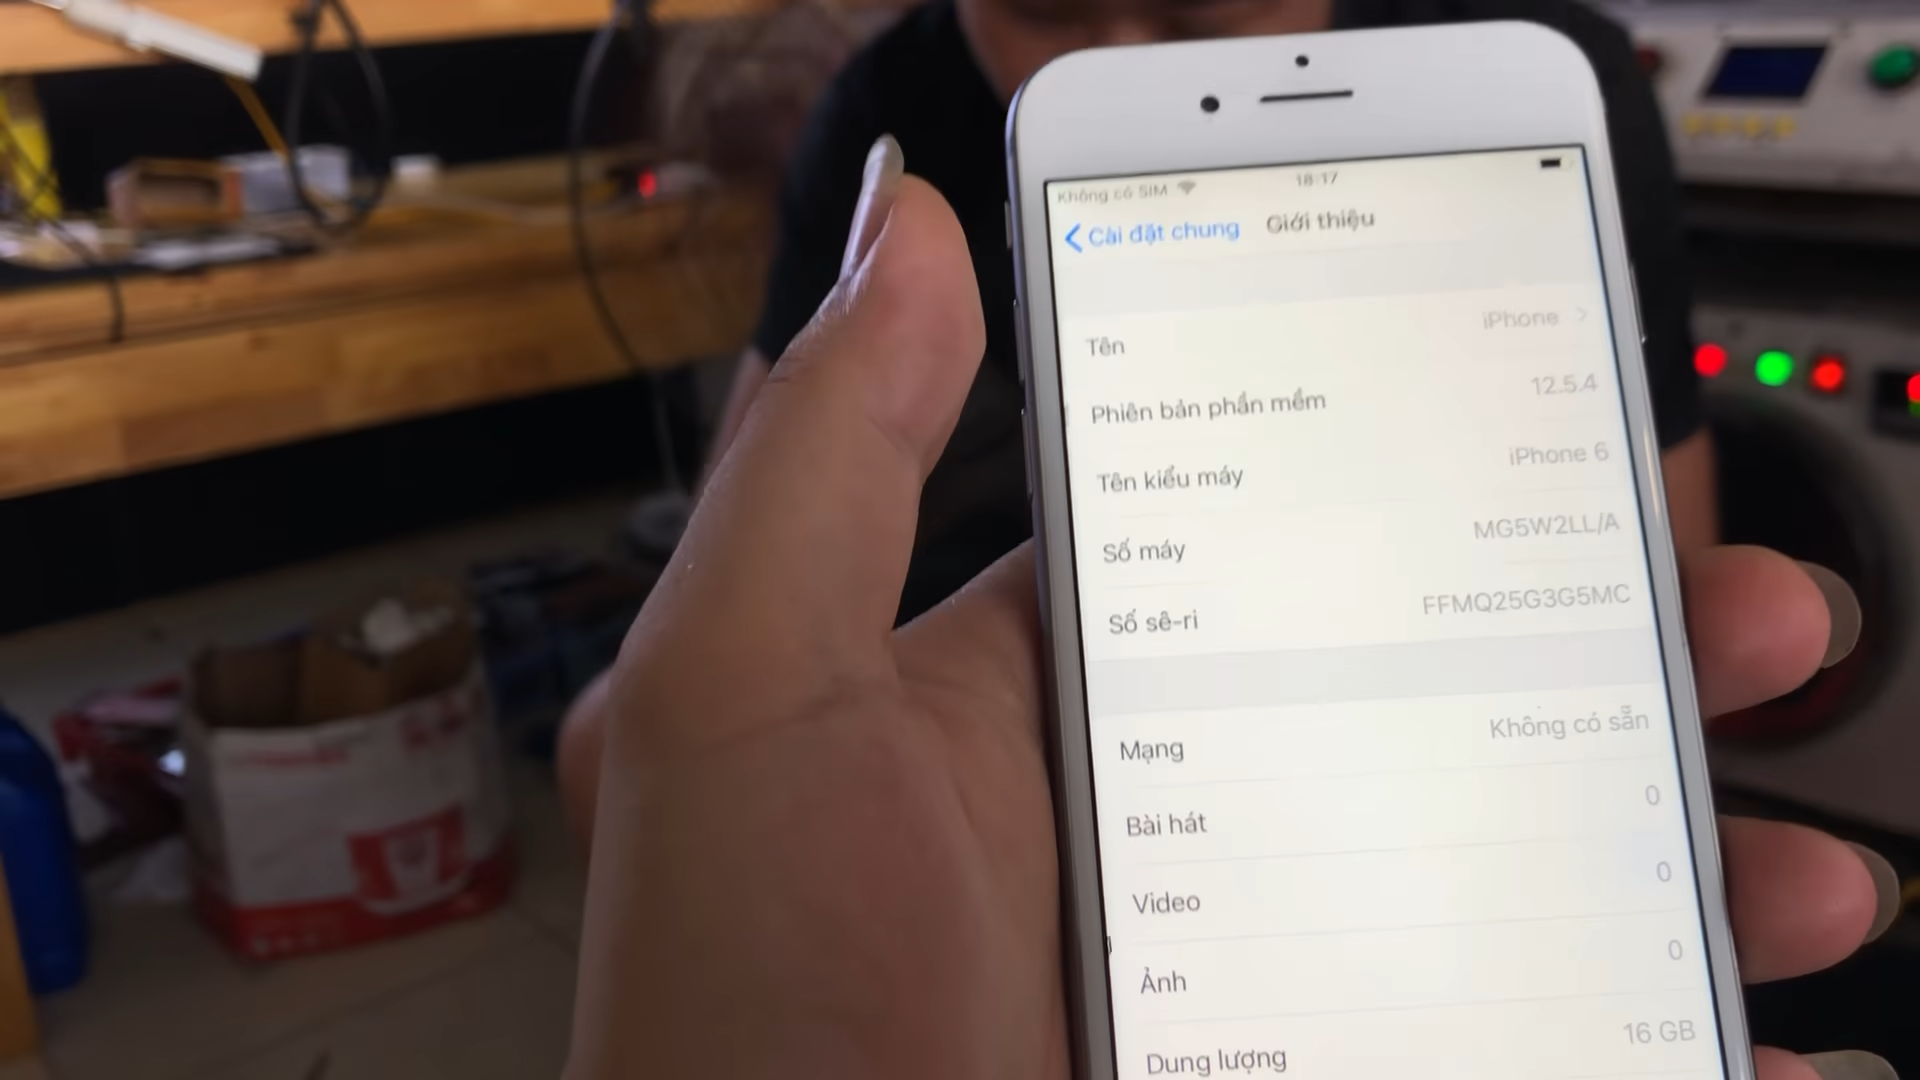 Không có SIM 18:17
Cài đặt chung Giới thiệu
Tên iPhone
Phiên bản phần mềm 12.5.4
Tên kiểu máy iPhone 6
Số máy MG5W2LL/A
Số sê-ri FFMQ25G3G5MC
Mạng Không có sẵn
Bài hát 0
Video 0
Ảnh 0
Dung lượng 16 GB